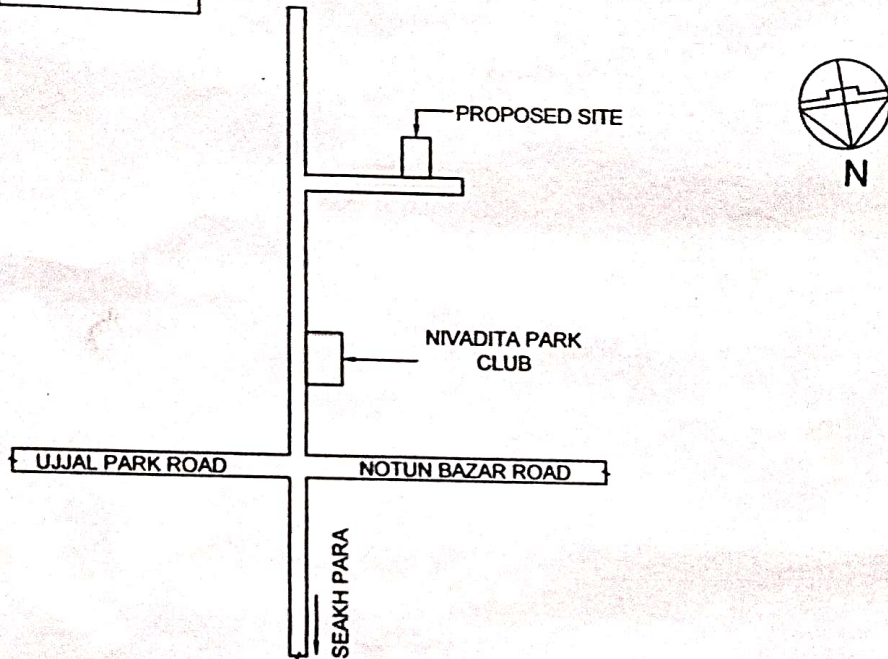 PROPOSED SITE
N
NIVADITA PARK
CLUB
UJJAL PARK ROAD
NOTUN BAZAR ROAD
SEAKH PARA